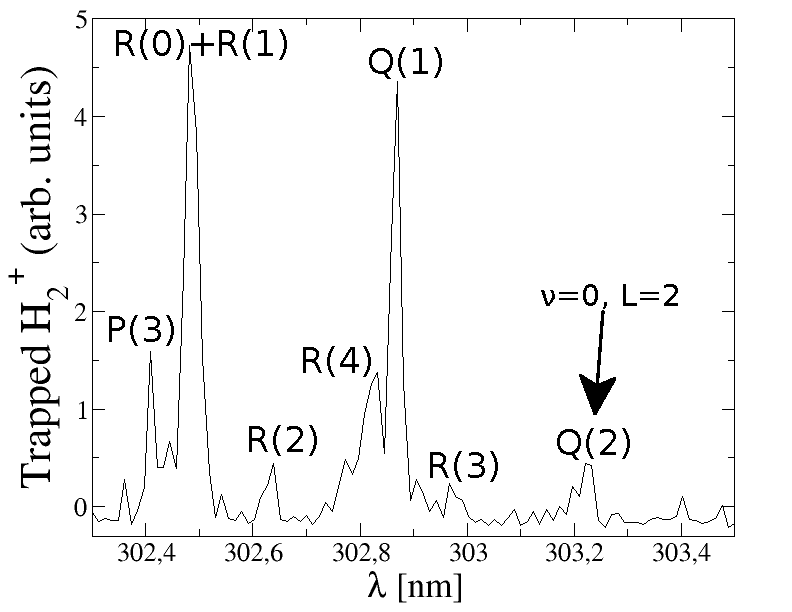 5
R(0)+R(1)
Q(1)
4
3
ν=0, L=2
2
P(3)
R(4)
1
R(2)
R(3)
Q(2)
0
302,4 302,6 302,8 303 303,2 303,4
λ [nm]
Trapped H₂⁺ (arb. units)